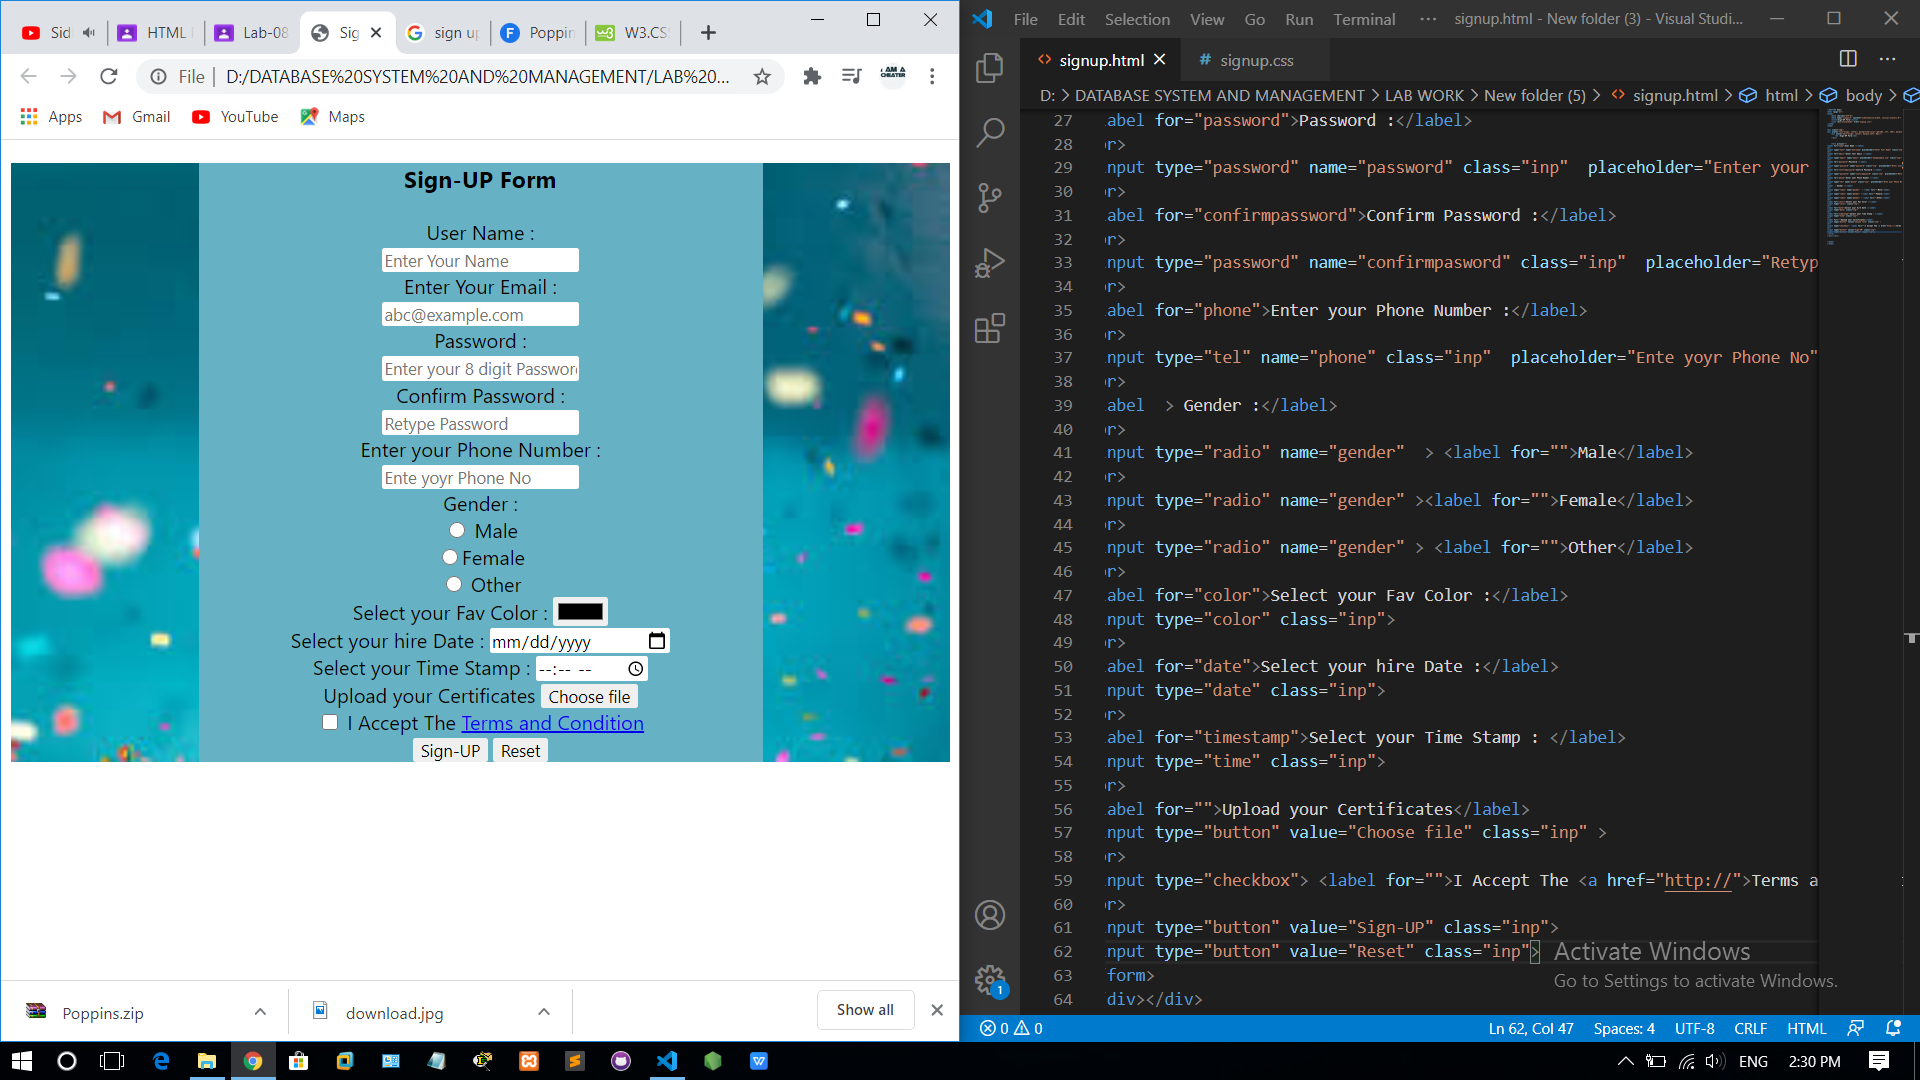 Sid
HTML
Lab-08
Sig
sign up
Poppin
W3.CS
File
D:/DATABASE%20SYSTEM%20AND%20MANAGEMENT/LAB%20...
I AM A
CHEATER
Apps
Gmail
YouTube
Maps
Sign-UP Form
User Name :
Enter Your Name
Enter Your Email :
abc@example.com
Password :
Enter your 8 digit Passwor
Confirm Password :
Retype Password
Enter your Phone Number :
Ente yoyr Phone No
Gender :
Male
Female
Other
Select your Fav Color :
Select your hire Date : mm/dd/yyyy
Select your Time Stamp : --:-- --
Upload your Certificates Choose file
I Accept The Terms and Condition
Sign-UP Reset
Poppins.zip
download.jpg
Show all
File Edit Selection View Go Run Terminal ··· signup.html - New folder (3) - Visual Studi...
signup.html
# signup.css
D: > DATABASE SYSTEM AND MANAGEMENT > LAB WORK > New folder (5) > signup.html > html > body >
27 abel for="password">Password :</label>
28 r>
29 nput type="password" name="password" class="inp"  placeholder="Enter your
30 r>
31 abel for="confirmpassword">Confirm Password :</label>
32 r>
33 nput type="password" name="confirmpasword" class="inp"  placeholder="Retyp
34 r>
35 abel for="phone">Enter your Phone Number :</label>
36 r>
37 nput type="tel" name="phone" class="inp"  placeholder="Ente yoyr Phone No"
38 r>
39 abel  > Gender :</label>
40 r>
41 nput type="radio" name="gender"  > <label for="">Male</label>
42 r>
43 nput type="radio" name="gender" ><label for="">Female</label>
44 r>
45 nput type="radio" name="gender" > <label for="">Other</label>
46 r>
47 abel for="color">Select your Fav Color :</label>
48 nput type="color" class="inp">
49 r>
50 abel for="date">Select your hire Date :</label>
51 nput type="date" class="inp">
52 r>
53 abel for="timestamp">Select your Time Stamp : </label>
54 nput type="time" class="inp">
55 r>
56 abel for="">Upload your Certificates</label>
57 nput type="button" value="Choose file" class="inp" >
58 r>
59 nput type="checkbox"> <label for="">I Accept The <a href="http://">Terms a
60 r>
61 nput type="button" value="Sign-UP" class="inp">
62 nput type="button" value="Reset" class="inp">
63 form>
64 div></div>
Activate Windows
Go to Settings to activate Windows.
1
0 0
Ln 62, Col 47 Spaces: 4 UTF-8 CRLF HTML
ENG 2:30 PM